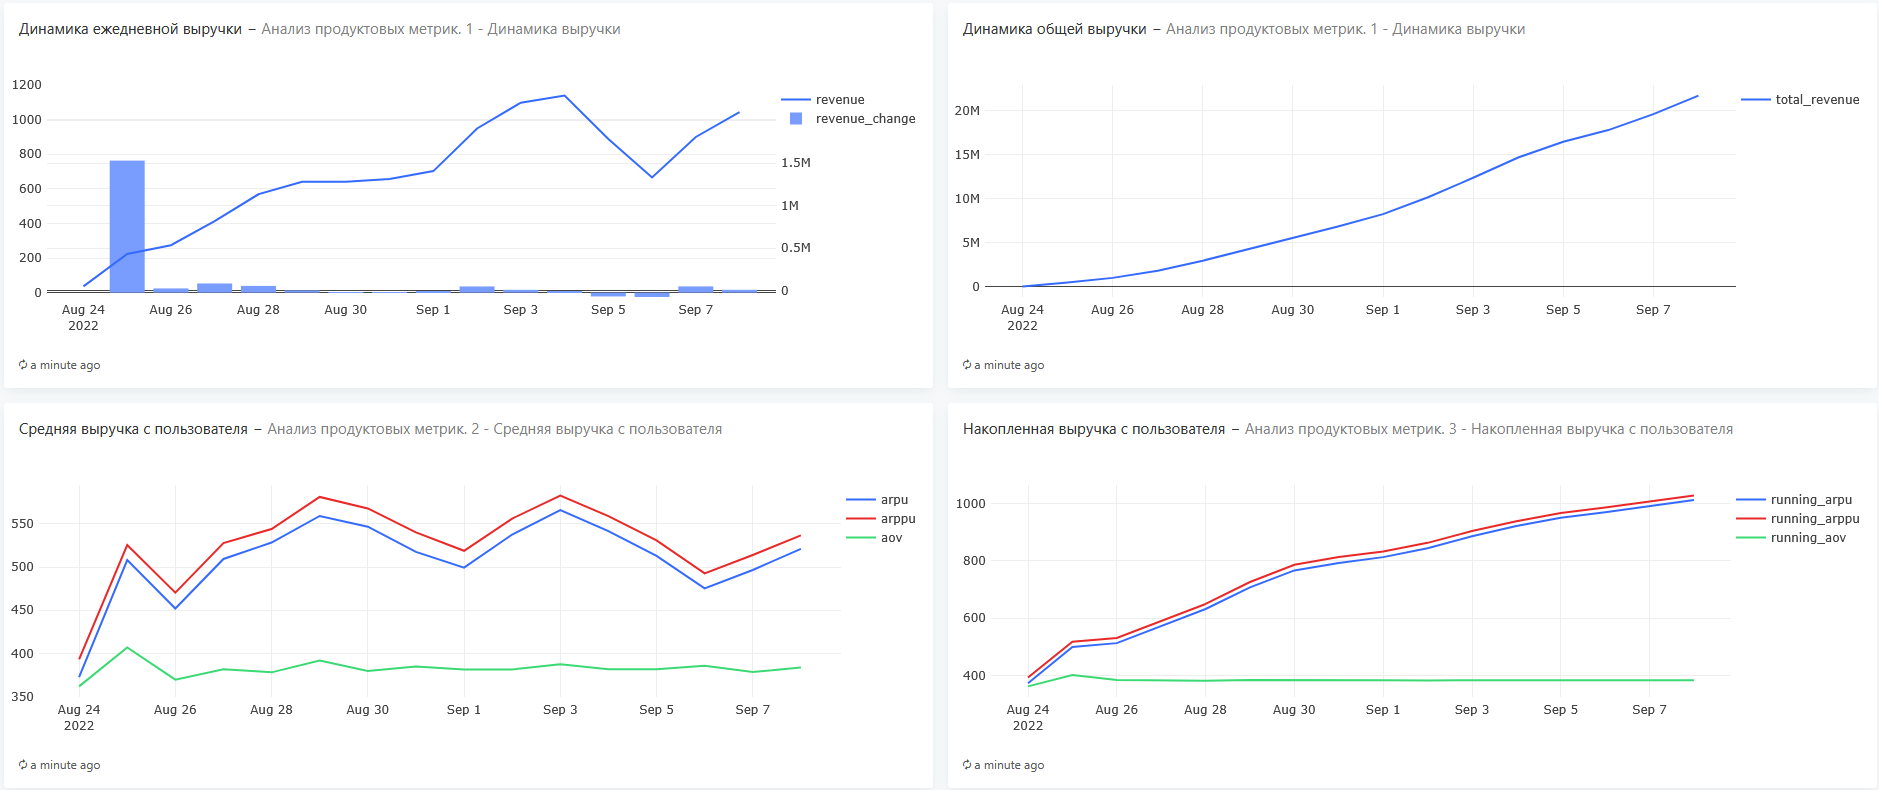 Динамика ежедневной выручки – Анализ продуктовых метрик. 1 - Динамика выручки
1200
1000
800
600
400
200
0
1.5M
1M
0.5M
0
revenue
revenue_change
Aug 24 Aug 26 Aug 28 Aug 30 Sep 1 Sep 3 Sep 5 Sep 7
2022
a minute ago
Динамика общей выручки – Анализ продуктовых метрик. 1 - Динамика выручки
20M
15M
10M
5M
0
total_revenue
Aug 24 Aug 26 Aug 28 Aug 30 Sep 1 Sep 3 Sep 5 Sep 7
2022
a minute ago
Средняя выручка с пользователя – Анализ продуктовых метрик. 2 - Средняя выручка с пользователя
550
500
450
400
350
arpu
arppu
aov
Aug 24 Aug 26 Aug 28 Aug 30 Sep 1 Sep 3 Sep 5 Sep 7
2022
a minute ago
Накопленная выручка с пользователя – Анализ продуктовых метрик. 3 - Накопленная выручка с пользователя
1000
800
600
400
running_arpu
running_arppu
running_aov
Aug 24 Aug 26 Aug 28 Aug 30 Sep 1 Sep 3 Sep 5 Sep 7
2022
a minute ago